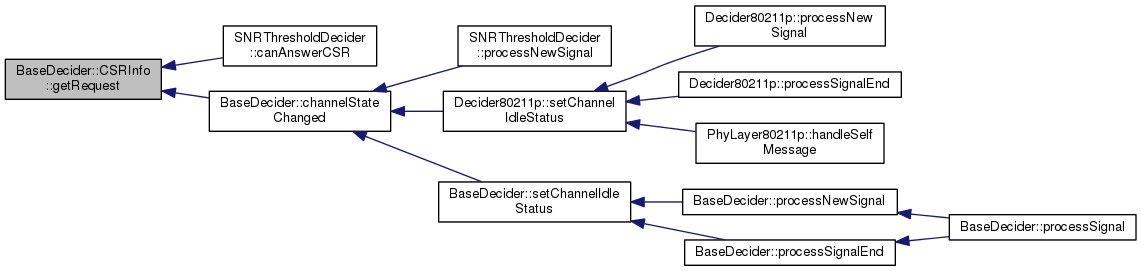 BaseDecider::CSRInfo
::getRequest
SNRThresholdDecider
::canAnswerCSR
BaseDecider::channelState
Changed
SNRThresholdDecider
::processNewSignal
Decider80211p::setChannel
IdleStatus
BaseDecider::setChannelIdle
Status
Decider80211p::processNew
Signal
Decider80211p::processSignalEnd
PhyLayer80211p::handleSelf
Message
BaseDecider::processNewSignal
BaseDecider::processSignalEnd
BaseDecider::processSignal